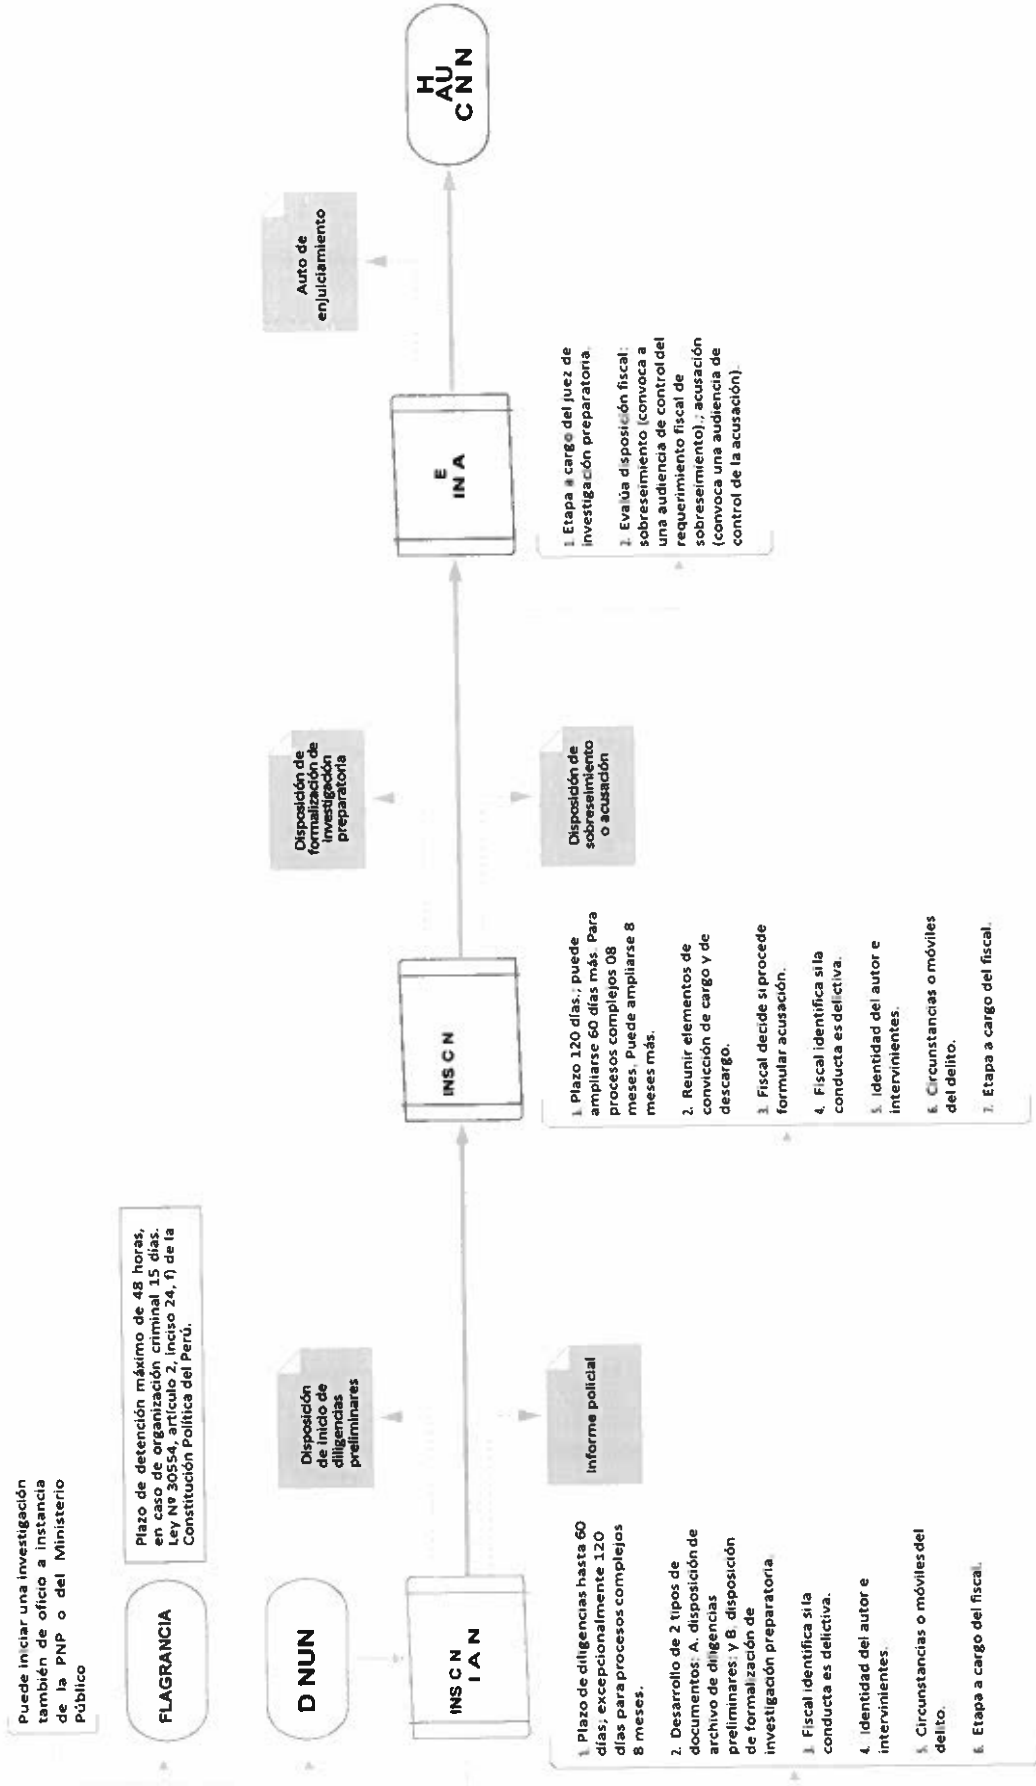 Puede iniciar una investigación
también de oficio a instancia
de la PNP o del Ministerio
Público
FLAGRANCIA
Plazo de detención máximo de 48 horas,
en caso de organización criminal 15 días.
Ley Nº 30554, artículo 2, inciso 24, f) de la
Constitución Política del Perú.
D NUN
Disposición
de inicio de
diligencias
preliminares
INS C N
I A N
Informe policial
1. Plazo de diligencias hasta 60
días; excepcionalmente 120
días para procesos complejos
8 meses.
2. Desarrollo de 2 tipos de
documentos: A. disposición de
archivo de diligencias
preliminares; y B. disposición
de formalización de
investigación preparatoria.
3. Fiscal identifica si la
conducta es delictiva.
4. Identidad del autor e
intervinientes.
5. Circunstancias o móviles del
delito.
6. Etapa a cargo del fiscal.
Disposición de
formalización de
investigación
preparatoria
INS C N
Disposición de
sobreseimiento
o acusación
1. Plazo 120 días.; puede
ampliarse 60 días más. Para
procesos complejos 08
meses. Puede ampliarse 8
meses más.
2. Reunir elementos de
convicción de cargo y de
descargo.
3. Fiscal decide si procede
formular acusación.
4. Fiscal identifica si la
conducta es delictiva.
5. Identidad del autor e
intervinientes.
6. Circunstancias o móviles
del delito.
7. Etapa a cargo del fiscal.
Auto de
enjuiciamiento
E
IN A
1. Etapa a cargo del juez de
investigación preparatoria.
2. Evalúa disposición fiscal:
sobreseimiento (convoca a
una audiencia de control del
requerimiento fiscal de
sobreseimiento).; acusación
(convoca una audiencia de
control de la acusación).
H
AU
C N N